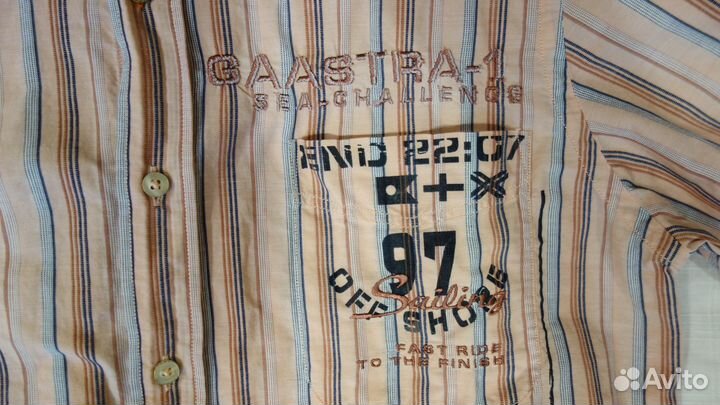 GAASTRA-1
SEA-CHALLENGE
END 22:07
97
Sailing
OFF SHORE
FAST RIDE
TO THE FINISH
Avito